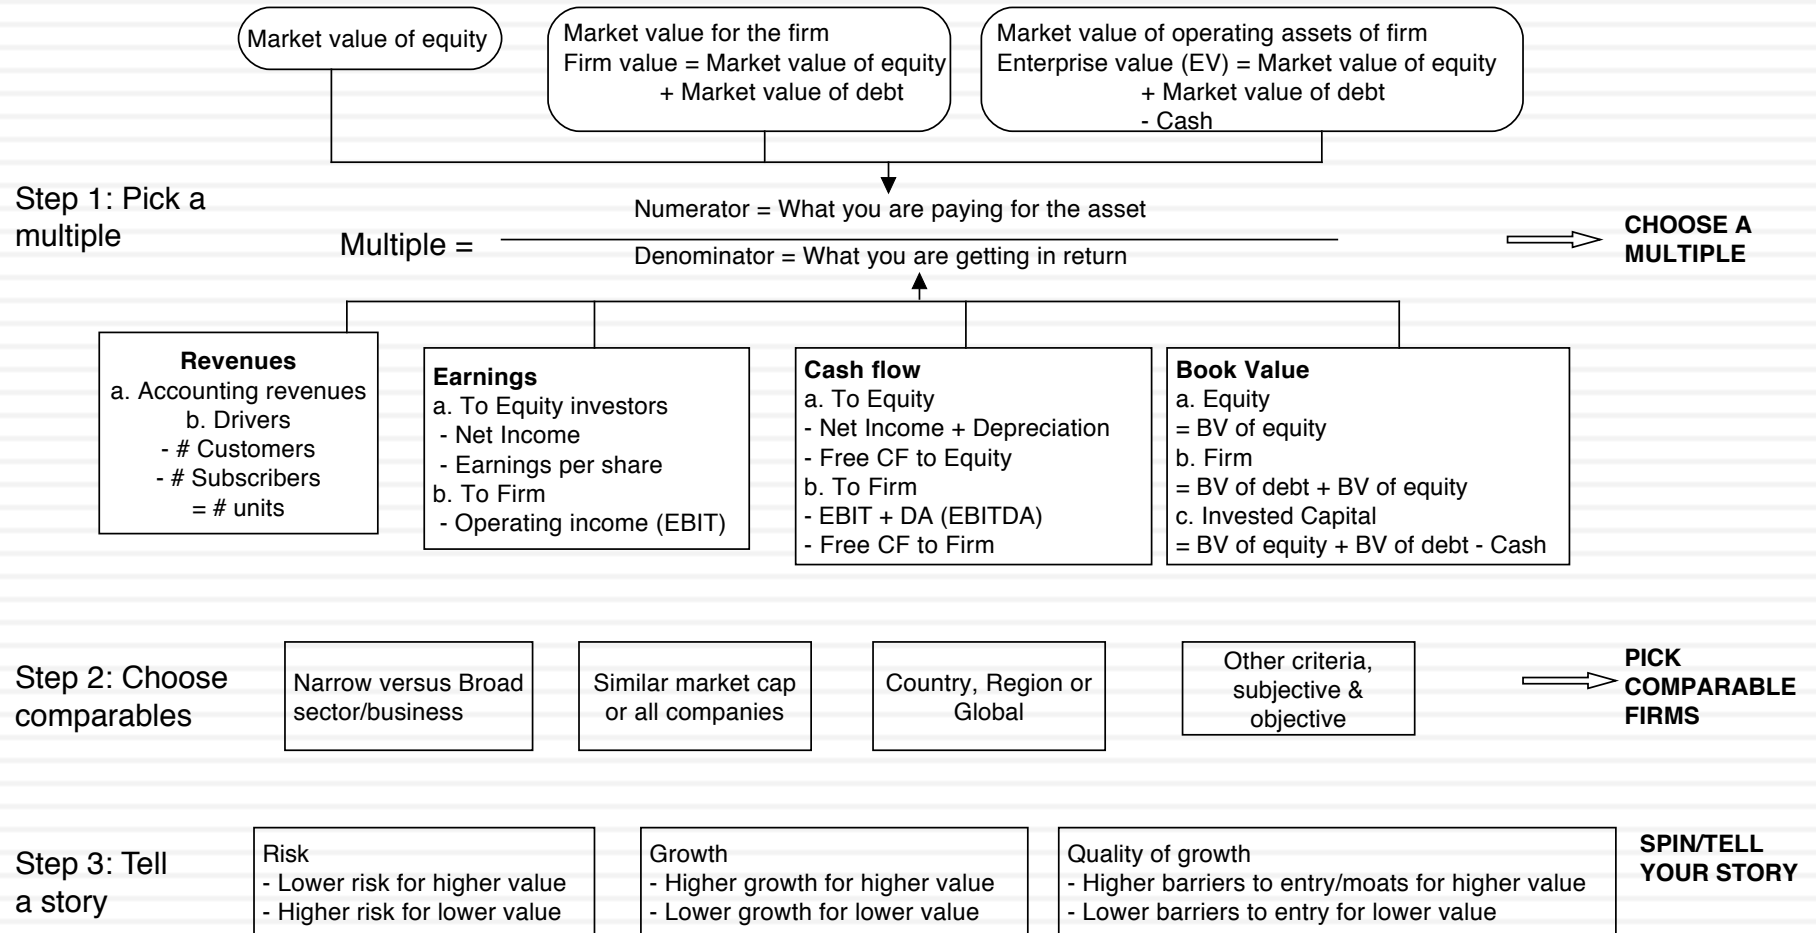 Market value of equity
Market value for the firm
Firm value = Market value of equity
+ Market value of debt
Market value of operating assets of firm
Enterprise value (EV) = Market value of equity
+ Market value of debt
- Cash
Step 1: Pick a
multiple
Multiple =
Numerator = What you are paying for the asset
Denominator = What you are getting in return
CHOOSE A
MULTIPLE
Revenues
a. Accounting revenues
b. Drivers
- # Customers
- # Subscribers
= # units
Earnings
a. To Equity investors
- Net Income
- Earnings per share
b. To Firm
- Operating income (EBIT)
Cash flow
a. To Equity
- Net Income + Depreciation
- Free CF to Equity
b. To Firm
- EBIT + DA (EBITDA)
- Free CF to Firm
Book Value
a. Equity
= BV of equity
b. Firm
= BV of debt + BV of equity
c. Invested Capital
= BV of equity + BV of debt - Cash
Step 2: Choose
comparables
Narrow versus Broad
sector/business
Similar market cap
or all companies
Country, Region or
Global
Other criteria,
subjective &
objective
PICK
COMPARABLE
FIRMS
Step 3: Tell
a story
Risk
- Lower risk for higher value
- Higher risk for lower value
Growth
- Higher growth for higher value
- Lower growth for lower value
Quality of growth
- Higher barriers to entry/moats for higher value
- Lower barriers to entry for lower value
SPIN/TELL
YOUR STORY